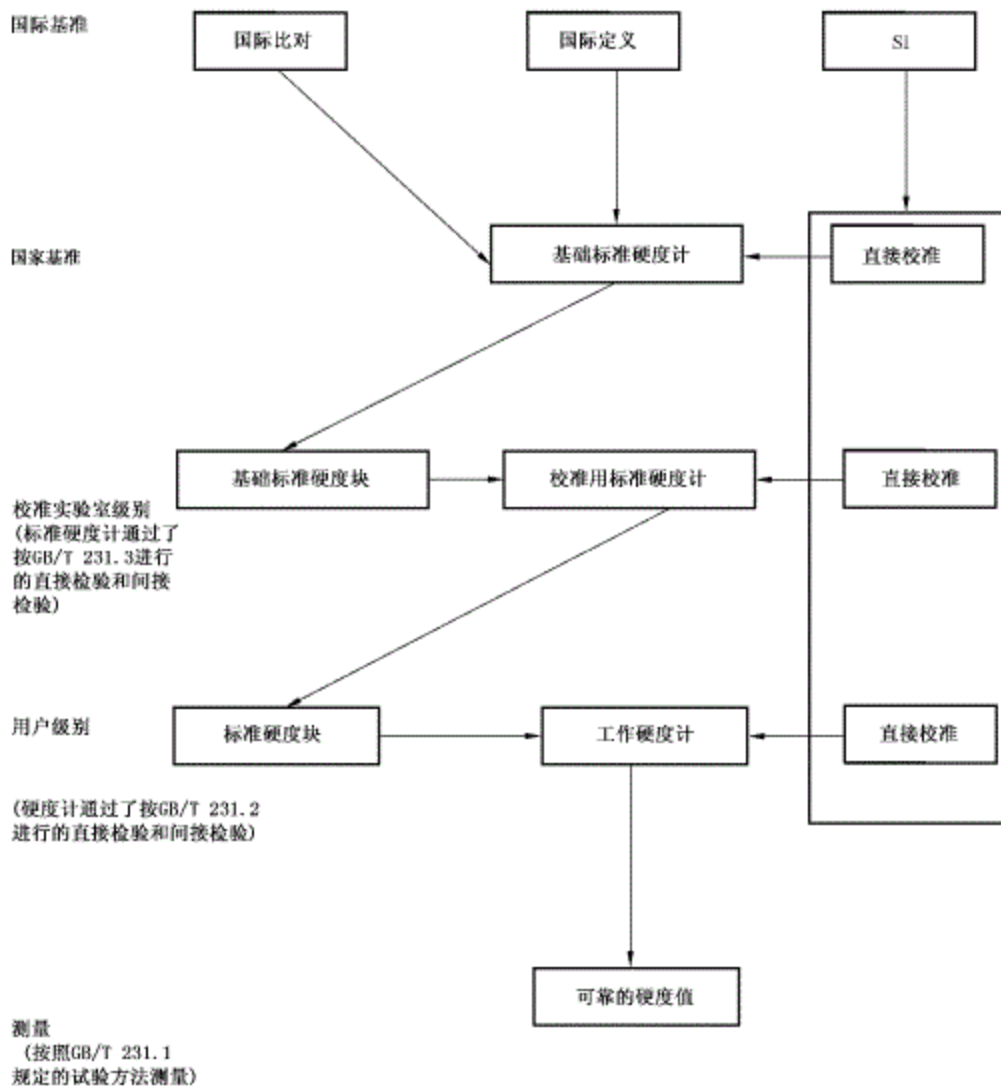 国际基准
国际比对
国际定义
SI
国家基准
基础标准硬度计
直接校准
基础标准硬度块
校准用标准硬度计
直接校准
校准实验室级别
(标准硬度计通过了
按GB/T 231.3进行
的直接检验和间接
检验)
用户级别
标准硬度块
工作硬度计
直接校准
(硬度计通过了按GB/T 231.2
进行的直接检验和间接检验)
可靠的硬度值
测量
(按照GB/T 231.1
规定的试验方法测量)